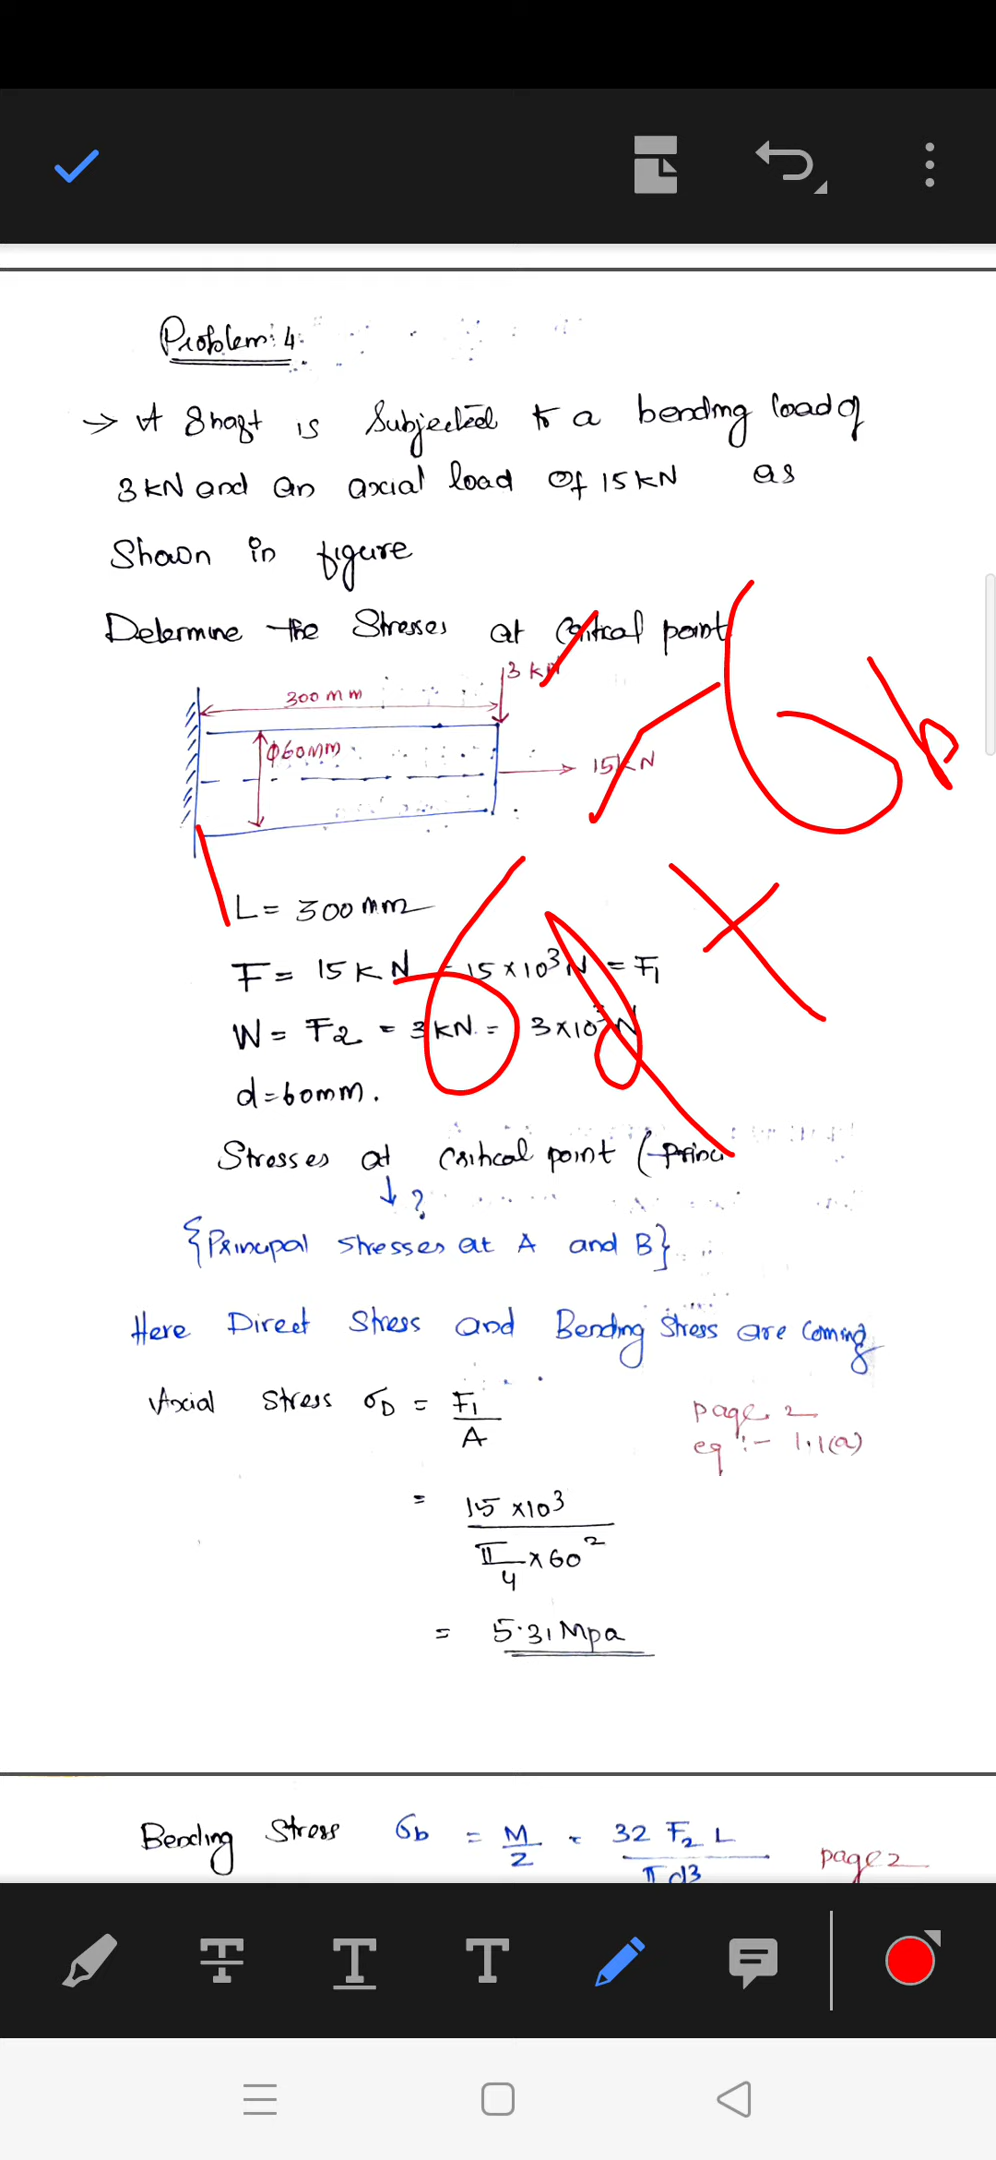 Problem: 4
→ A Shaft is Subjected to a bending load of
3 kN and an axial load of 15 kN as
Shown in figure
Determine the Stresses at Critical point
3 kN
300 mm
ϕ60mm
15kN
σb
L = 300 mm
F = 15 kN = 15×10³ N = F₁
W = F₂ = 3 kN = 3×10³ N
d = 60mm.
Stresses at Critical point (princi
↓ ?
{Principal stresses at A and B}
Here Direct Stress and Bending Stress are coming
Axial Stress σD = F₁/A
page 2
eq :- 1.1(a)
= 15 ×10³ / π/4 × 60²
= 5.31 Mpa
Bending Stress σb = M/Z = 32 F₂ L / π d3
page 2
T
T
T